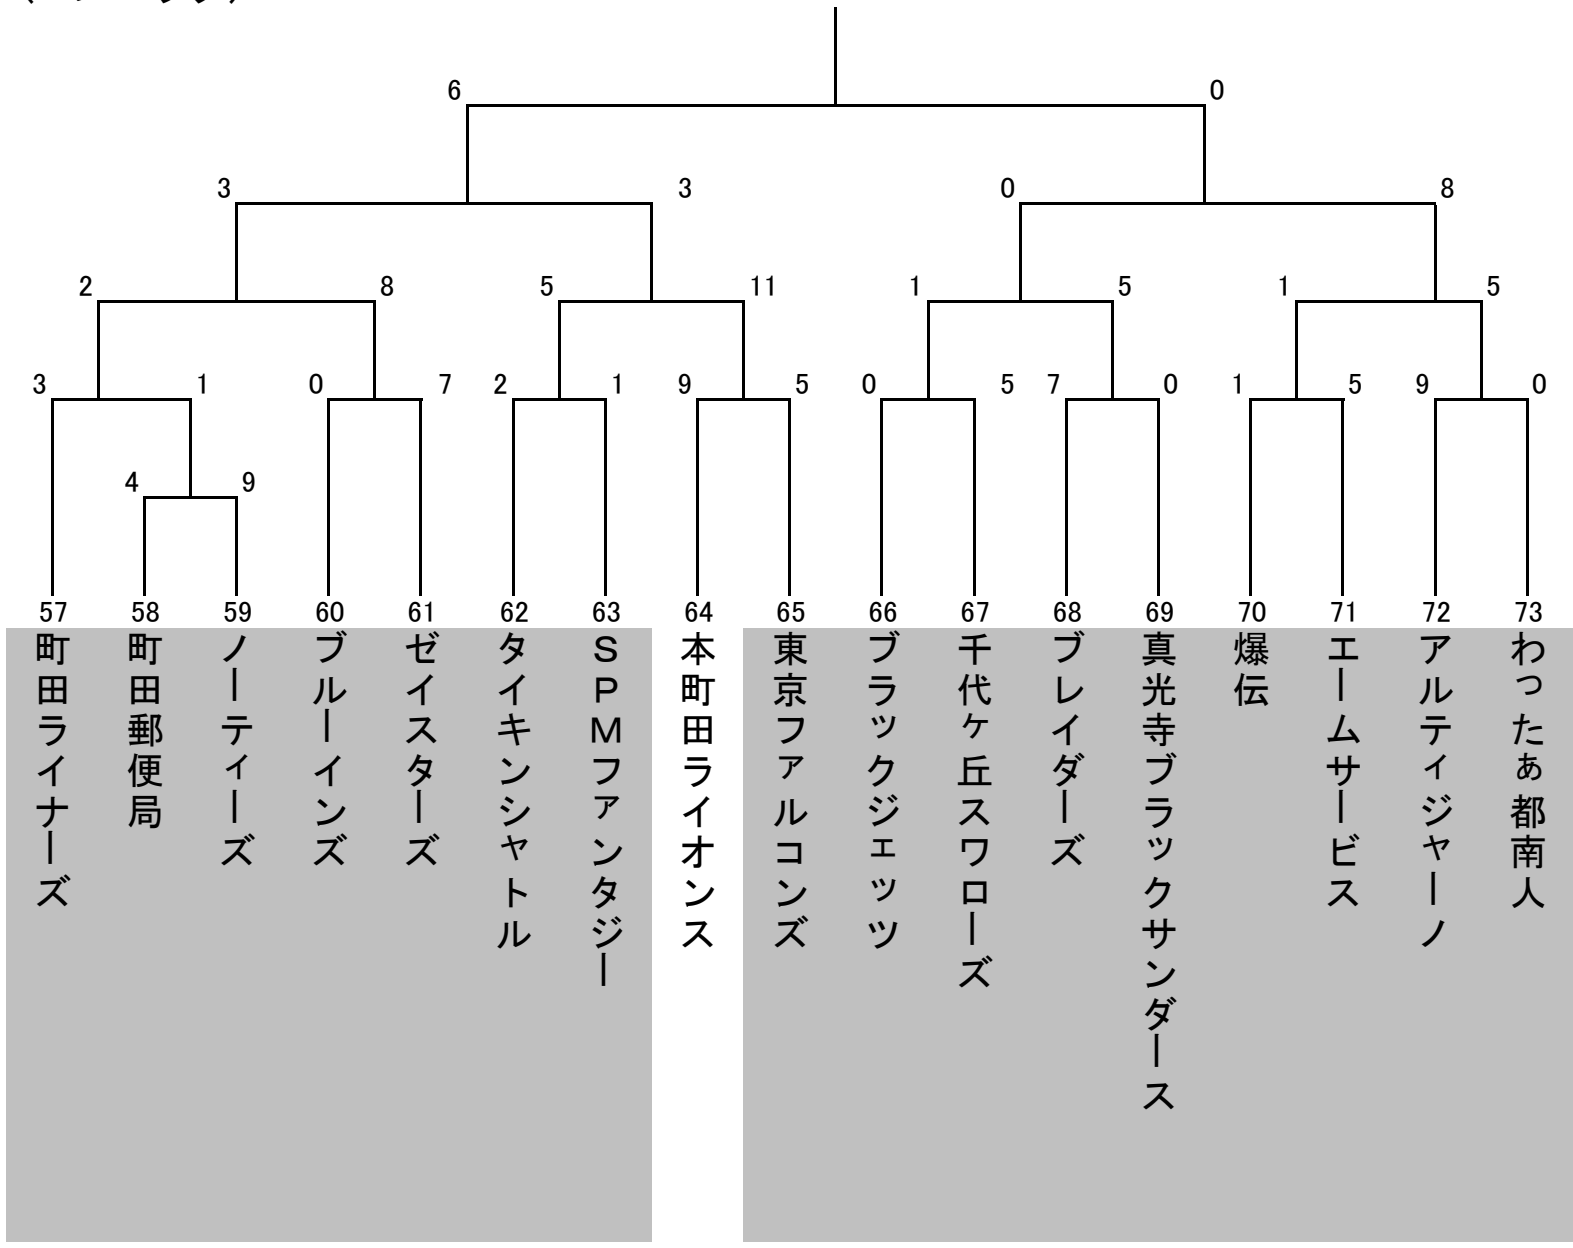 6 0
3 3 0 8
2 8 5 11 1 5 1 5
3 1 0 7 2 1 9 5 0 5 7 0 1 5 9 0
4 9
57 58 59 60 61 62 63 64 65 66 67 68 69 70 71 72 73
町田ライナーズ
町田郵便局
ノーティーズ
ブルーインズ
ゼイスターズ
タイキンシャトル
ＳＰＭファンタジー
本町田ライオンス
東京ファルコンズ
ブラックジェッツ
千代ヶ丘スワローズ
ブレイダーズ
真光寺ブラックサンダース
爆伝
エームサービス
アルティジャーノ
わったぁ都南人